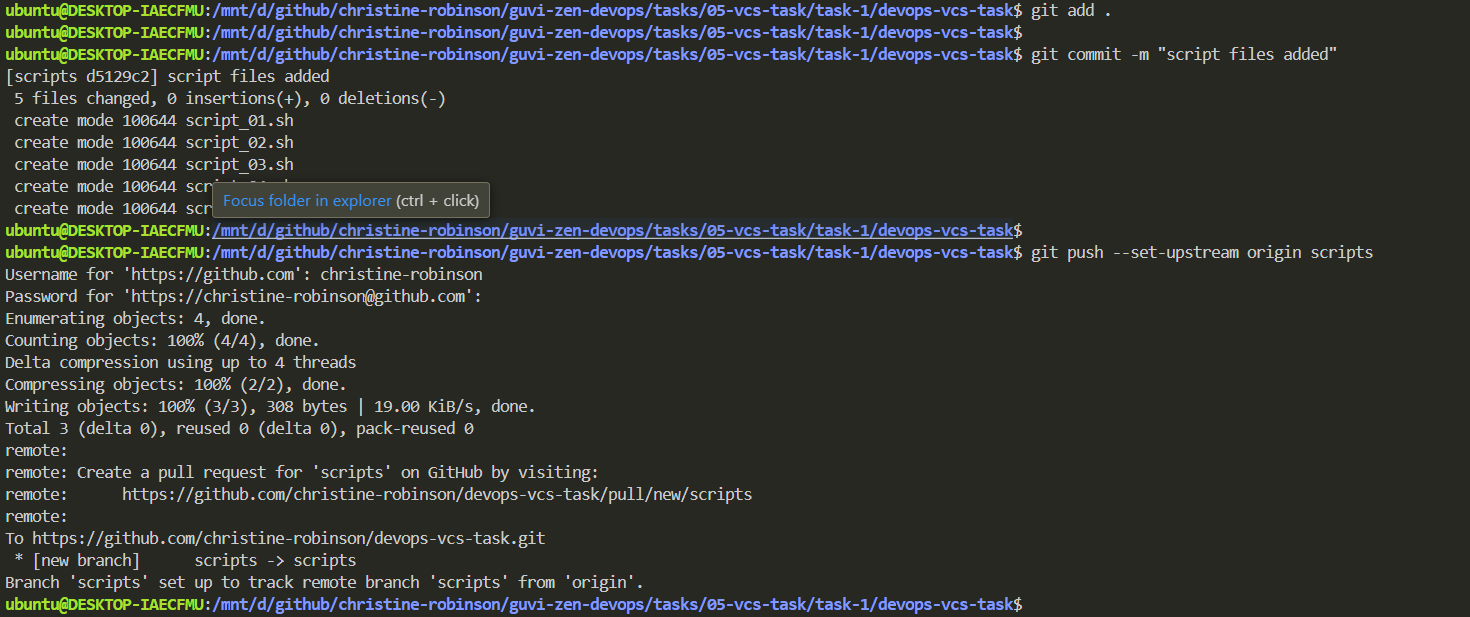 ubuntu@DESKTOP-IAECFMU:/mnt/d/github/christine-robinson/guvi-zen-devops/tasks/05-vcs-task/task-1/devops-vcs-task$ git add .
ubuntu@DESKTOP-IAECFMU:/mnt/d/github/christine-robinson/guvi-zen-devops/tasks/05-vcs-task/task-1/devops-vcs-task$
ubuntu@DESKTOP-IAECFMU:/mnt/d/github/christine-robinson/guvi-zen-devops/tasks/05-vcs-task/task-1/devops-vcs-task$ git commit -m "script files added"
[scripts d5129c2] script files added
 5 files changed, 0 insertions(+), 0 deletions(-)
 create mode 100644 script_01.sh
 create mode 100644 script_02.sh
 create mode 100644 script_03.sh
 create mode 100644 scr
Focus folder in explorer (ctrl + click)
 create mode 100644 scr
ubuntu@DESKTOP-IAECFMU:/mnt/d/github/christine-robinson/guvi-zen-devops/tasks/05-vcs-task/task-1/devops-vcs-task$
ubuntu@DESKTOP-IAECFMU:/mnt/d/github/christine-robinson/guvi-zen-devops/tasks/05-vcs-task/task-1/devops-vcs-task$ git push --set-upstream origin scripts
Username for 'https://github.com': christine-robinson
Password for 'https://christine-robinson@github.com':
Enumerating objects: 4, done.
Counting objects: 100% (4/4), done.
Delta compression using up to 4 threads
Compressing objects: 100% (2/2), done.
Writing objects: 100% (3/3), 308 bytes | 19.00 KiB/s, done.
Total 3 (delta 0), reused 0 (delta 0), pack-reused 0
remote:
remote: Create a pull request for 'scripts' on GitHub by visiting:
remote:      https://github.com/christine-robinson/devops-vcs-task/pull/new/scripts
remote:
To https://github.com/christine-robinson/devops-vcs-task.git
 * [new branch]      scripts -> scripts
Branch 'scripts' set up to track remote branch 'scripts' from 'origin'.
ubuntu@DESKTOP-IAECFMU:/mnt/d/github/christine-robinson/guvi-zen-devops/tasks/05-vcs-task/task-1/devops-vcs-task$